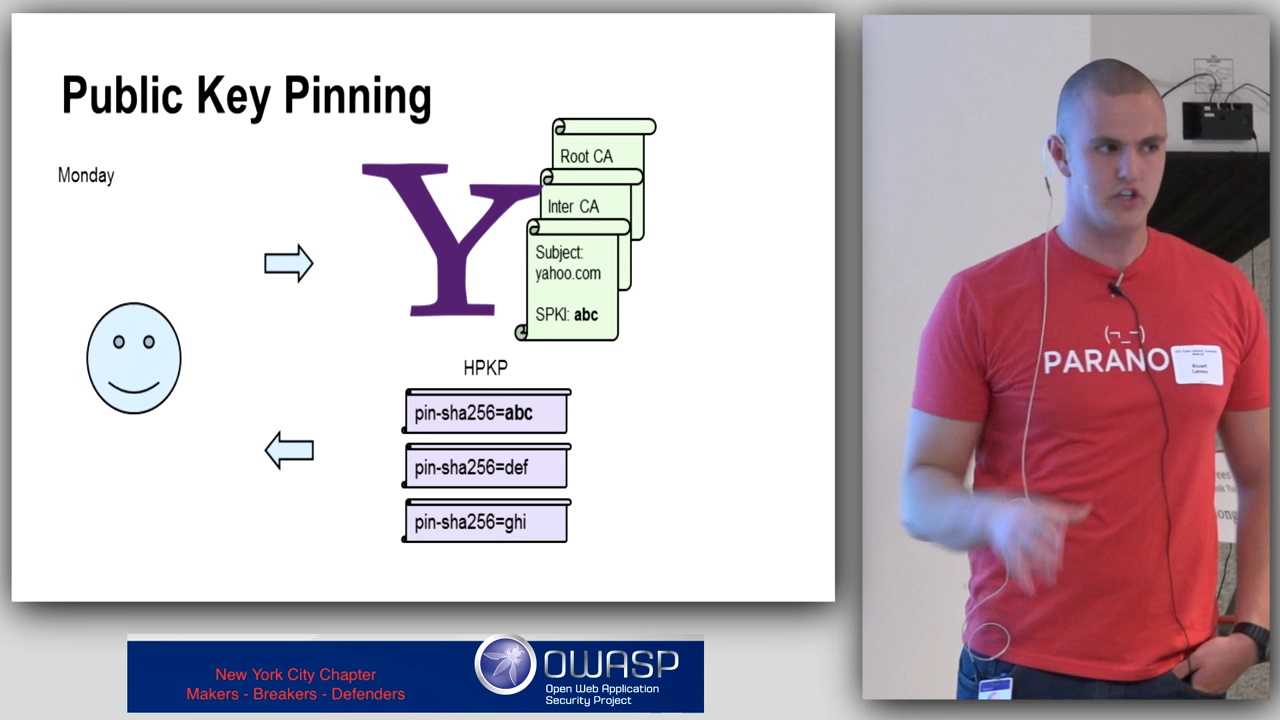 Public Key Pinning
Monday
Y
Root CA
Inter CA
Subject:
yahoo.com
SPKI: abc
HPKP
pin-sha256=abc
pin-sha256=def
pin-sha256=ghi
(¬_¬)
PARANO
New York City Chapter
Makers - Breakers - Defenders
OWASP
Open Web Application
Security Project